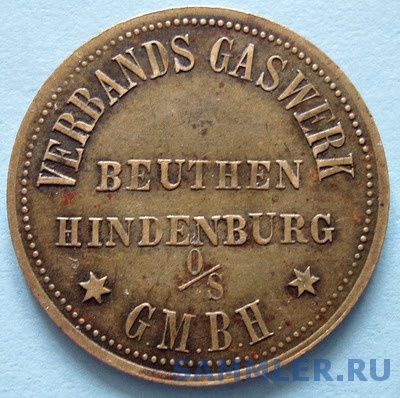 VERBANDS GASWERK
BEUTHEN
HINDENBURG
O/S
G.M.B.H
SAMMLER.RU